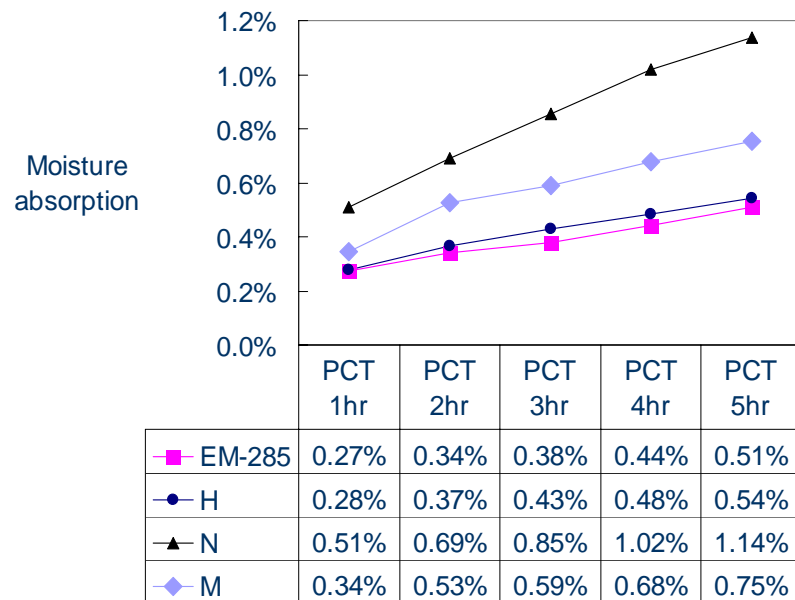 1.2%
1.0%
0.8%
0.6%
0.4%
0.2%
0.0%
Moisture
absorption
PCT PCT PCT PCT PCT
1hr 2hr 3hr 4hr 5hr
EM-285 0.27% 0.34% 0.38% 0.44% 0.51%
H 0.28% 0.37% 0.43% 0.48% 0.54%
N 0.51% 0.69% 0.85% 1.02% 1.14%
M 0.34% 0.53% 0.59% 0.68% 0.75%